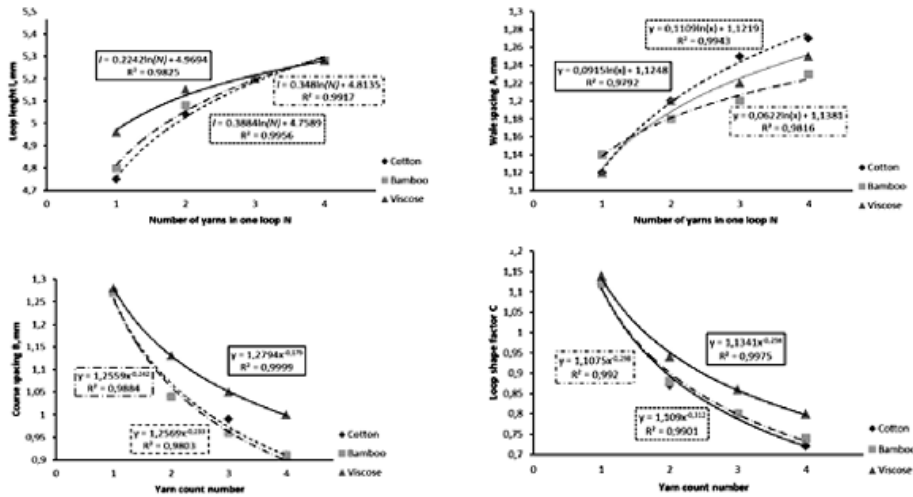 5,5
5,4
5,3
5,2
5,1
5
4,9
4,8
4,7
Loop lenght l, mm
l = 0.2242ln(N) + 4.9694
R² = 0.9825
l = 0.348ln(N) + 4.8135
R² = 0.9917
l = 0.3884ln(N) + 4.7589
R² = 0.9956
Cotton
Bamboo
Viscose
0 1 2 3 4
Number of yarns in one loop N
1,28
1,26
1,24
1,22
1,2
1,18
1,16
1,14
1,12
1,1
Wale spacing A, mm
y = 0,1109ln(x) + 1,1219
R² = 0,9943
y = 0,0915ln(x) + 1,1248
R² = 0,9792
y = 0,0622ln(x) + 1,1381
R² = 0,9816
Cotton
Bamboo
Viscose
0 1 2 3 4
Number of yarns in one loop N
1,3
1,25
1,2
1,15
1,1
1,05
1
0,95
0,9
Course spacing B, mm
y = 1,2794x
R² = 0,9999
y = 1,2559x
R² = 0,9884
y = 1,2569x
R² = 0,9803
Cotton
Bamboo
Viscose
0 1 2 3 4
Yarn count number
1,2
1,15
1,1
1,05
1
0,95
0,9
0,85
0,8
0,75
0,7
Loop shape factor C
y = 1,1341x
R² = 0,9975
y = 1,1075x
R² = 0,992
y = 1,109x
R² = 0,9901
Cotton
Bamboo
Viscose
0 1 2 3 4
Yarn count number